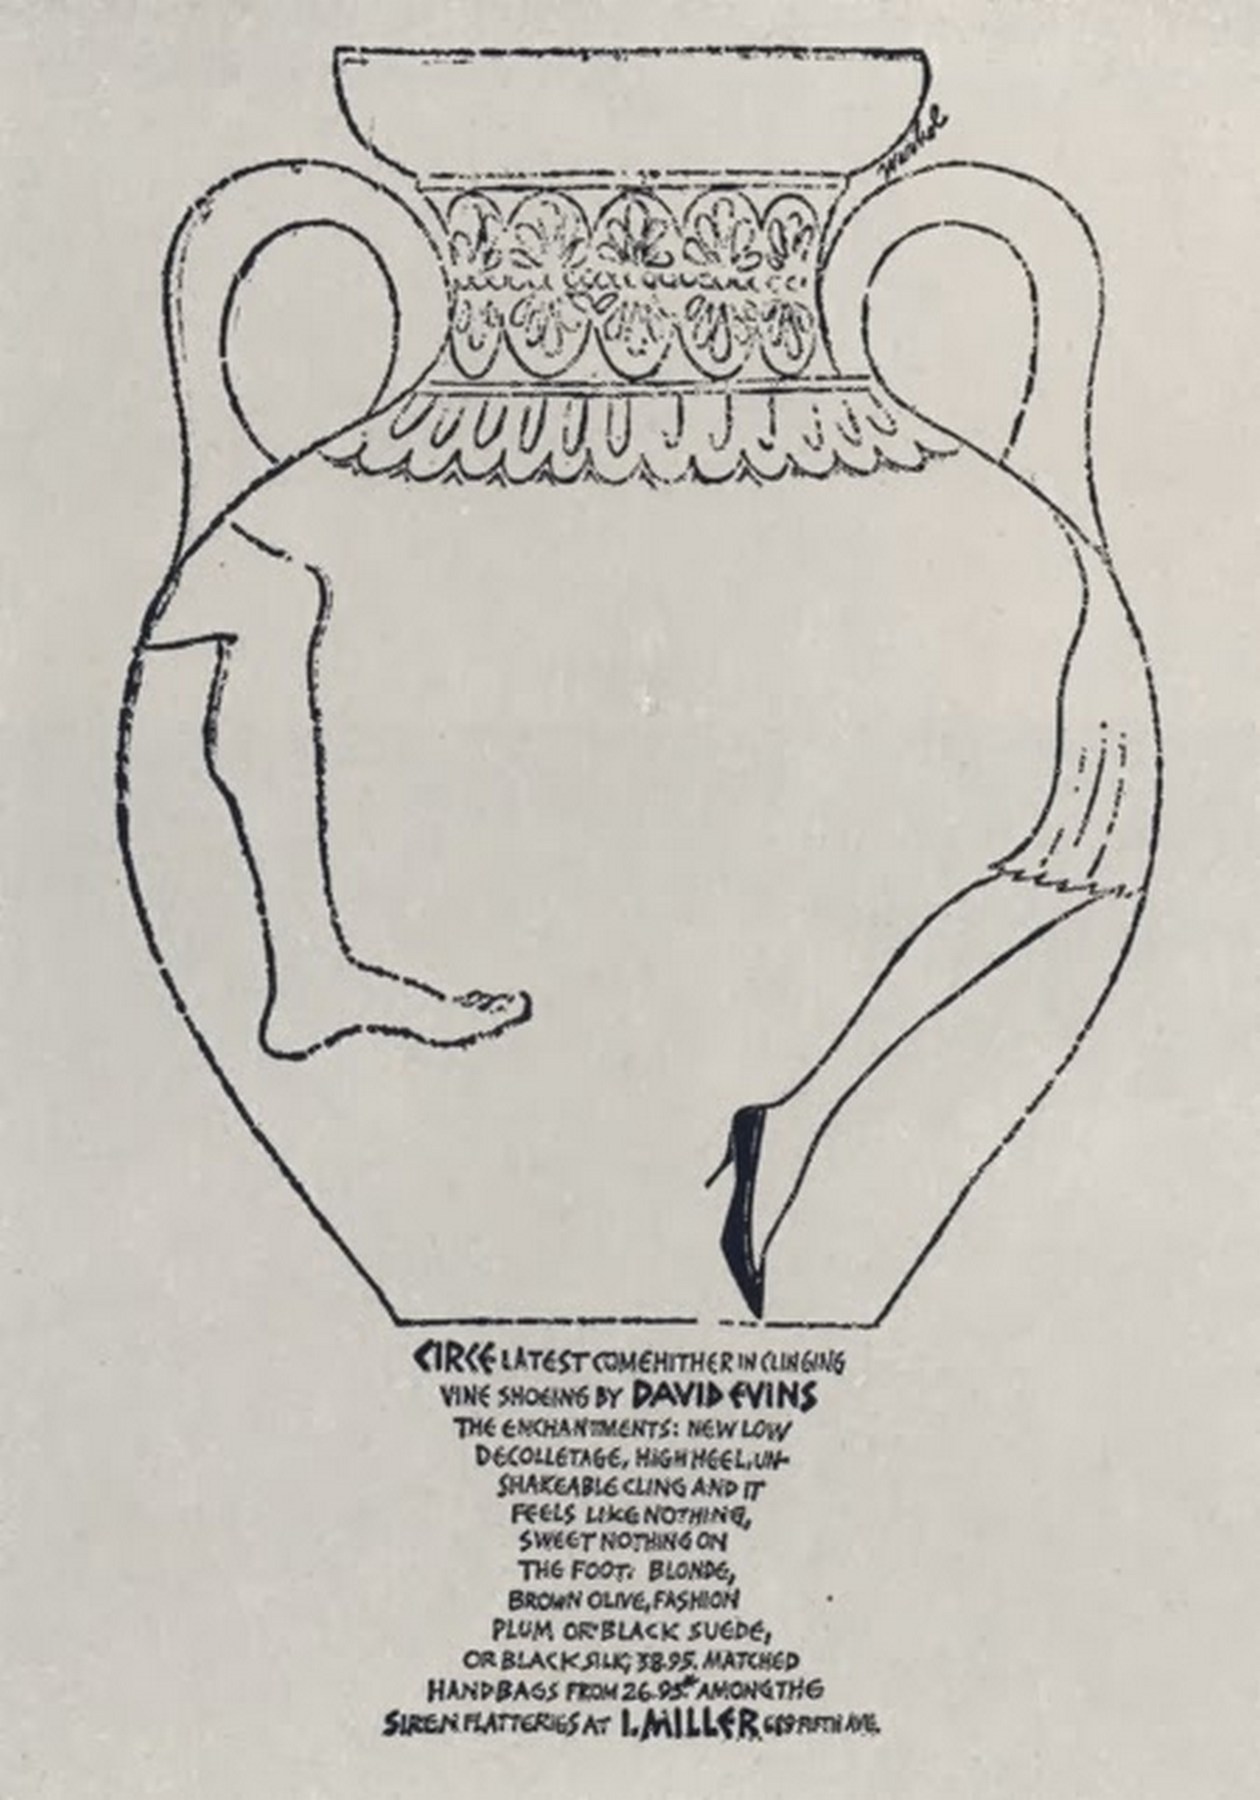 Warhol
CIRCE LATEST COMEHITHER IN CLINGING
VINE SHOEING BY DAVID EVINS
THE ENCHANTMENTS: NEW LOW
DECOLLETAGE, HIGH HEEL, UN-
SHAKEABLE CLING AND IT
FEELS LIKE NOTHING,
SWEET NOTHING ON
THE FOOT: BLONDE,
BROWN OLIVE, FASHION
PLUM OR BLACK SUEDE,
OR BLACK SILK, 38.95. MATCHED
HANDBAGS FROM 26.95* AMONG THE
SIREN FLATTERIES AT I. MILLER 689 FIFTH AVE.